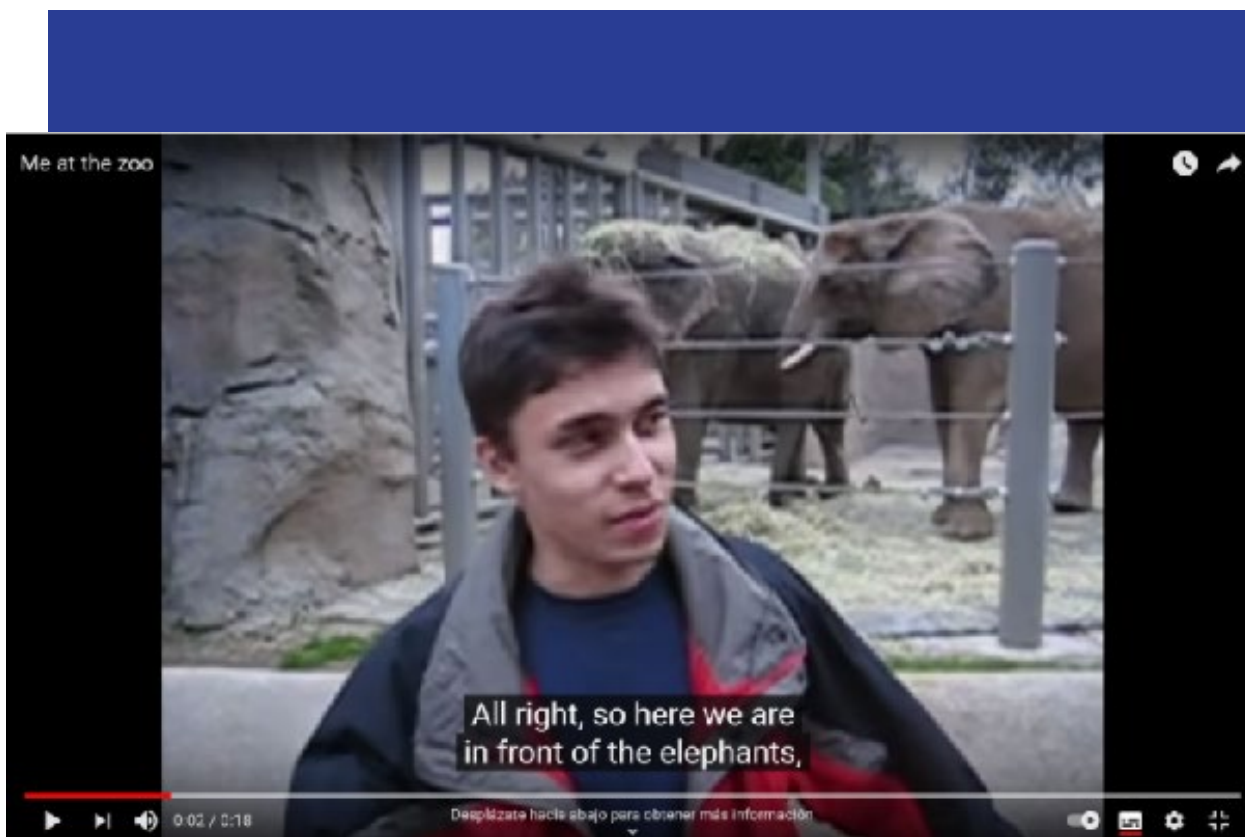 Me at the zoo
All right, so here we are
in front of the elephants,
0:02 / 0:18
Desplázate hacia abajo para obtener más información